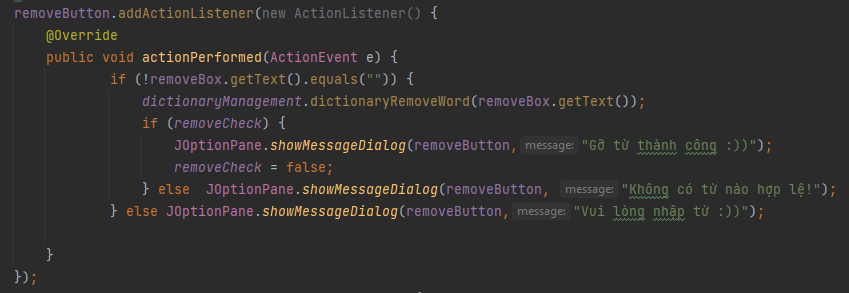 removeButton.addActionListener(new ActionListener() {
@Override
public void actionPerformed(ActionEvent e) {
if (!removeBox.getText().equals("")) {
dictionaryManagement.dictionaryRemoveWord(removeBox.getText());
if (removeCheck) {
JOptionPane.showMessageDialog(removeButton, message: "Gỡ từ thành công :))");
removeCheck = false;
} else  JOptionPane.showMessageDialog(removeButton,  message: "Không có từ nào hợp lệ!");
} else JOptionPane.showMessageDialog(removeButton, message: "Vui lòng nhập từ :))");
}
});